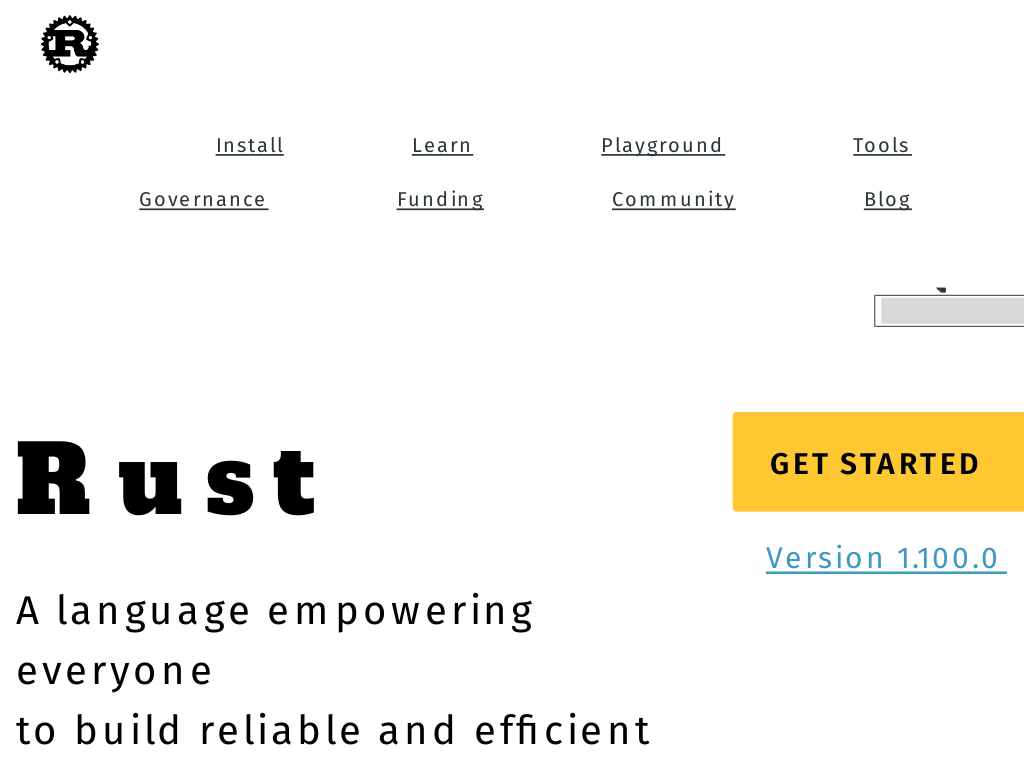 R
Install Learn Playground Tools
Governance Funding Community Blog
Rust
GET STARTED
Version 1.100.0
A language empowering
everyone
to build reliable and efficient